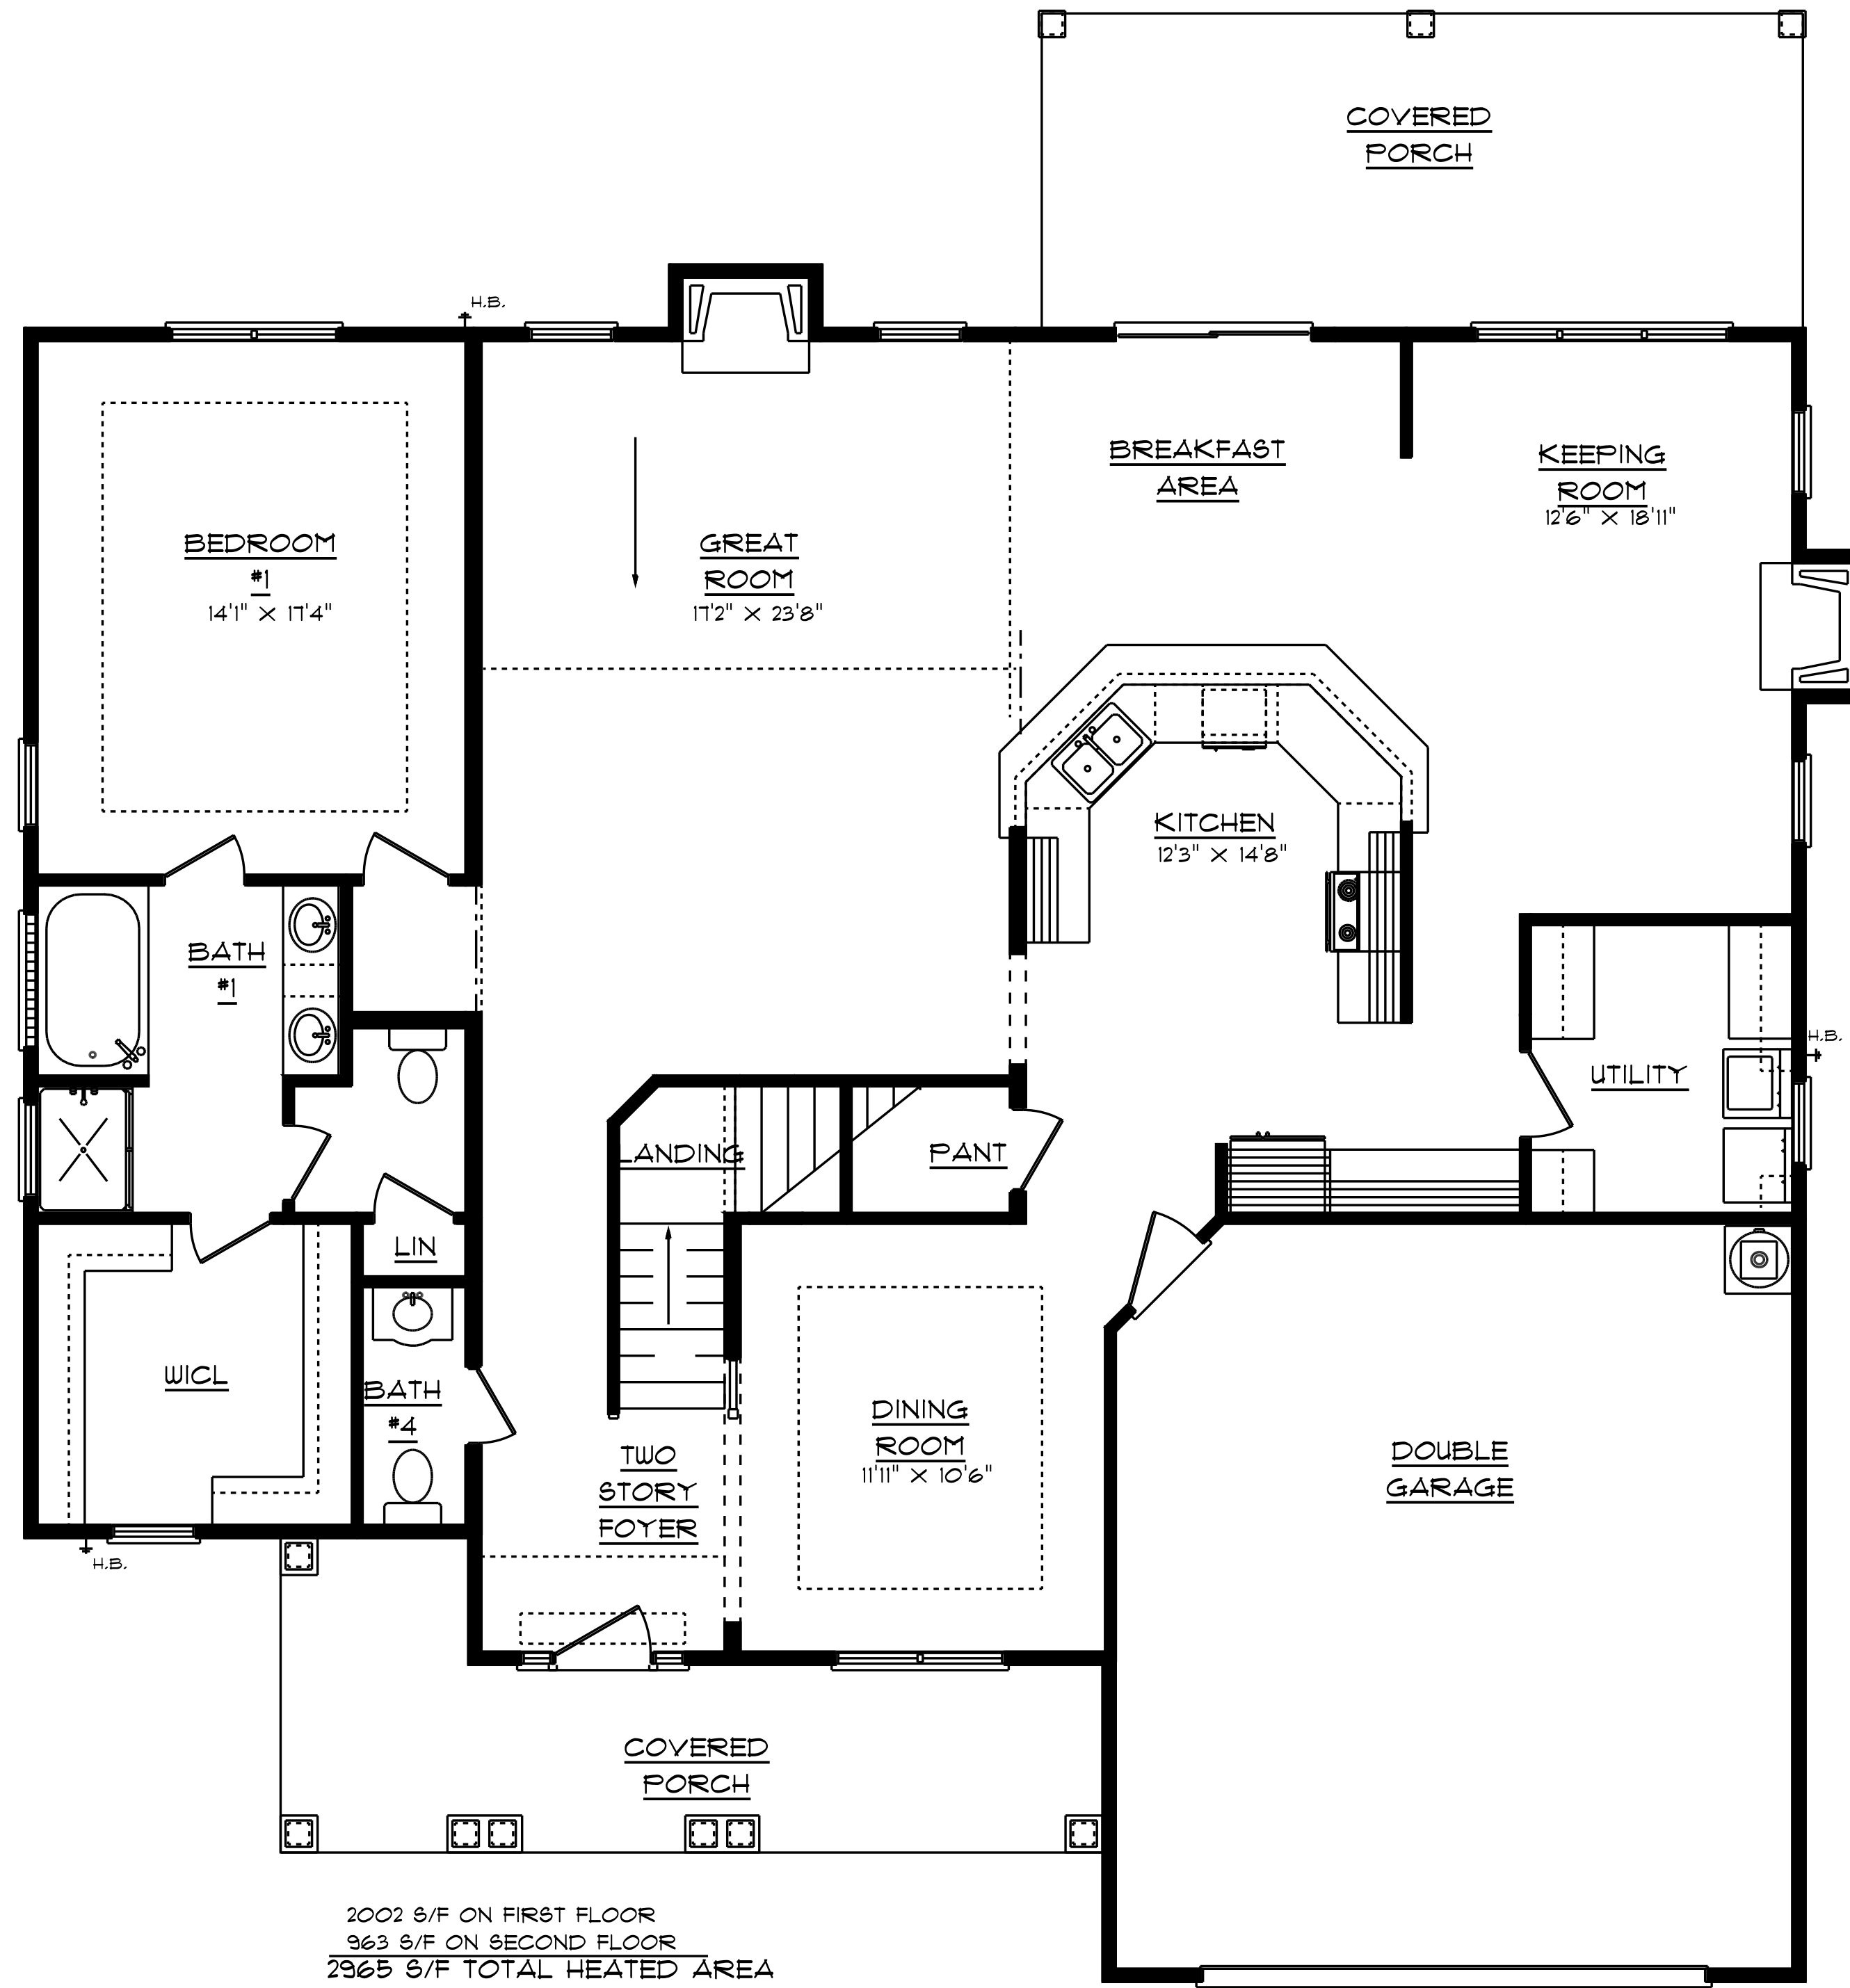 COVERED
PORCH
H.B.
BREAKFAST
AREA
KEEPING
ROOM
12'6" X 18'11"
BEDROOM
#1
14'1" X 17'4"
GREAT
ROOM
17'2" X 23'8"
KITCHEN
12'3" X 14'8"
BATH
#1
H.B.
UTILITY
LANDING
PANT
LIN
WICL
BATH
#4
DINING
ROOM
11'11" X 10'6"
TWO
STORY
FOYER
DOUBLE
GARAGE
H.B.
COVERED
PORCH
2002 S/F ON FIRST FLOOR
963 S/F ON SECOND FLOOR
2965 S/F TOTAL HEATED AREA